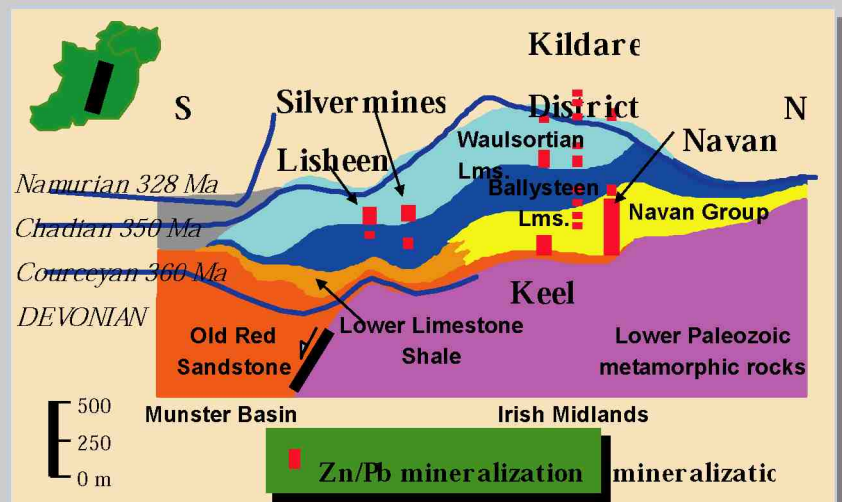 Kildare
District
S
Silvermines
N
Lisheen
Waulsortian
Lms.
Navan
Namurian 328 Ma
Ballysteen
Lms.
Navan Group
Chadian 350 Ma
Courceyan 360 Ma
Keel
DEVONIAN
Old Red
Sandstone
Lower Limestone
Shale
Lower Paleozoic
metamorphic rocks
500
250
0 m
Munster Basin
Irish Midlands
Zn/Pb mineralization
mineralizatic